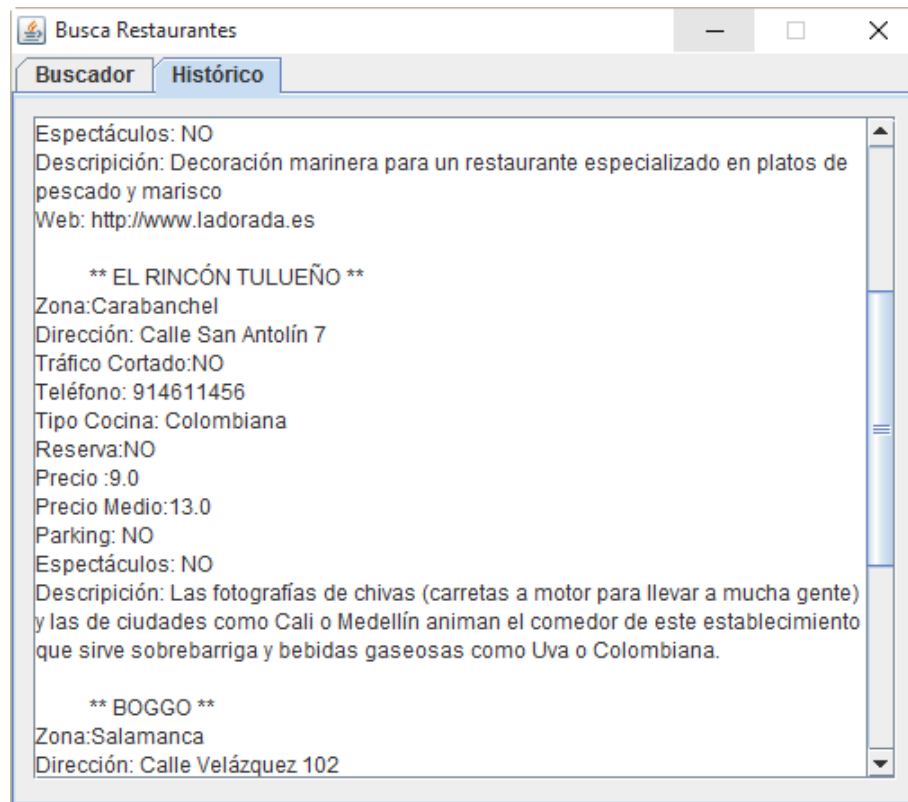 Busca Restaurantes
Buscador Histórico
Espectáculos: NO
Descripición: Decoración marinera para un restaurante especializado en platos de
pescado y marisco
Web: http://www.ladorada.es
** EL RINCÓN TULUEÑO **
Zona:Carabanchel
Dirección: Calle San Antolín 7
Tráfico Cortado:NO
Teléfono: 914611456
Tipo Cocina: Colombiana
Reserva:NO
Precio :9.0
Precio Medio:13.0
Parking: NO
Espectáculos: NO
Descripición: Las fotografías de chivas (carretas a motor para llevar a mucha gente)
y las de ciudades como Cali o Medellín animan el comedor de este establecimiento
que sirve sobrebarriga y bebidas gaseosas como Uva o Colombiana.
** BOGGO **
Zona:Salamanca
Dirección: Calle Velázquez 102